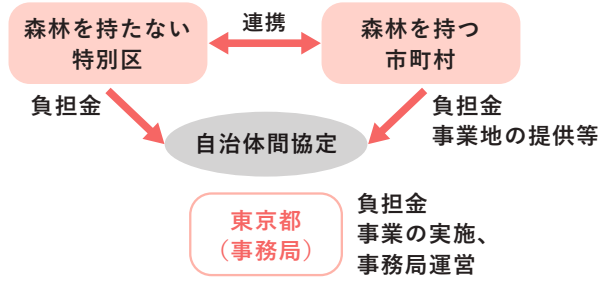 森林を持たない
特別区
連携
森林を持つ
市町村
負担金
負担金
事業地の提供等
自治体間協定
東京都
（事務局）
負担金
事業の実施、
事務局運営